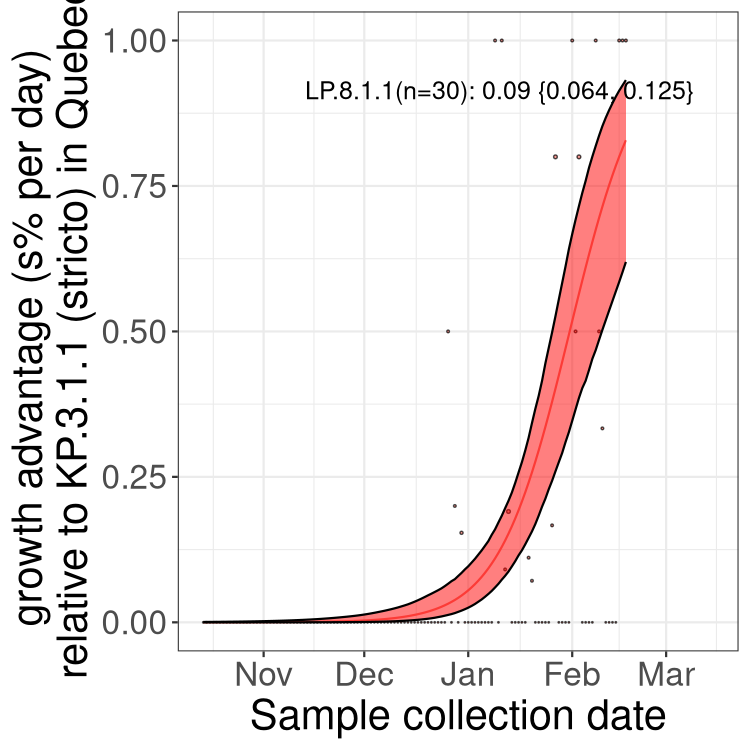 growth advantage (s% per day)
relative to KP.3.1.1 (stricto) in Quebec
1.00
0.75
0.50
0.25
0.00
LP.8.1.1(n=30): 0.09 {0.064, 0.125}
Nov Dec Jan Feb Mar
Sample collection date